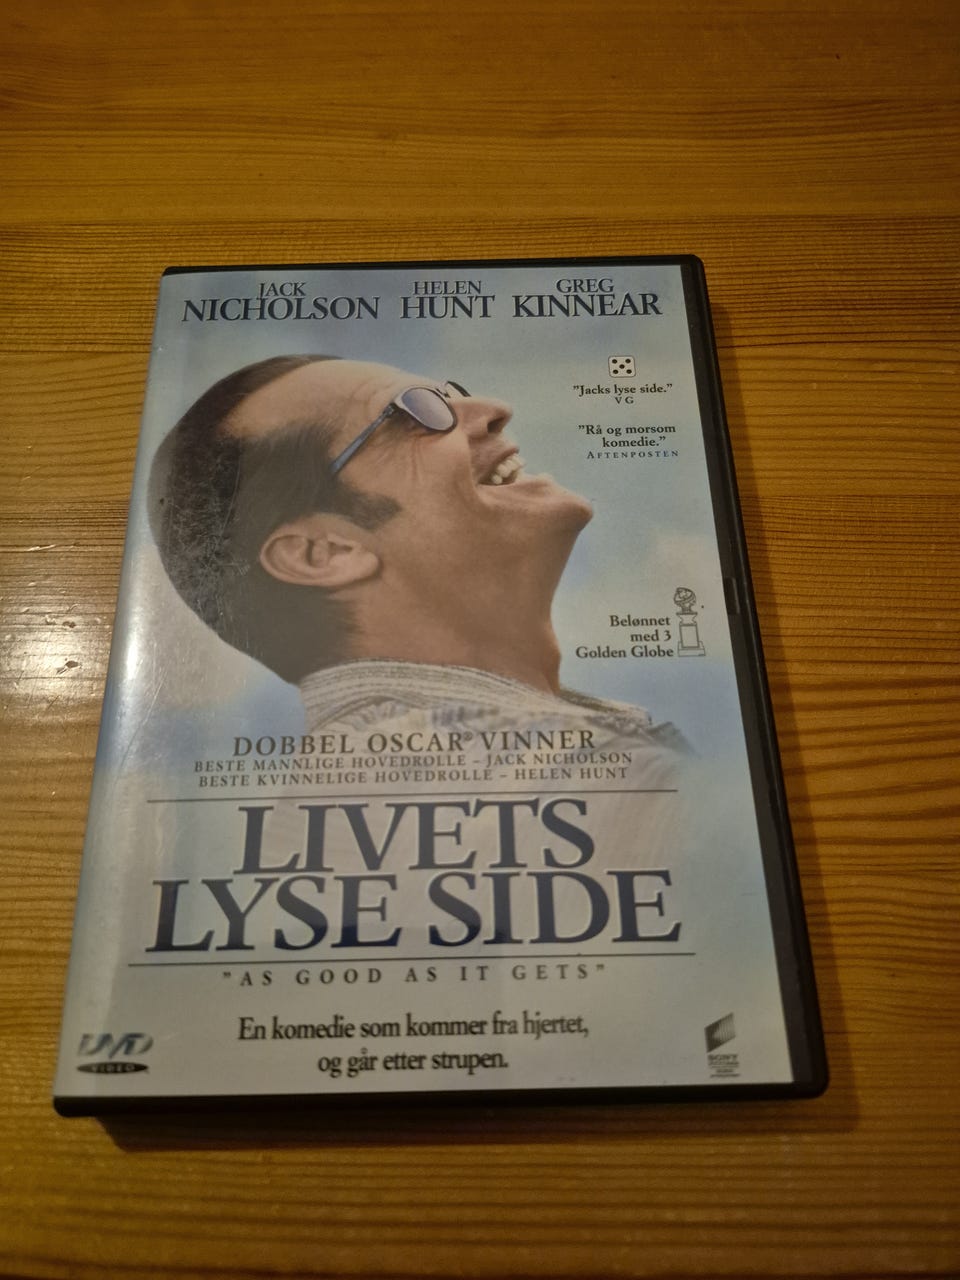 JACK
NICHOLSON
HELEN
HUNT
GREG
KINNEAR
"Jacks lyse side."
VG
"Rå og morsom
komedie."
AFTENPOSTEN
Belønnet
med 3
Golden Globe
DOBBEL OSCAR® VINNER
BESTE MANNLIGE HOVEDROLLE – JACK NICHOLSON
BESTE KVINNELIGE HOVEDROLLE – HELEN HUNT
LIVETS
LYSE SIDE
"AS GOOD AS IT GETS"
En komedie som kommer fra hjertet,
og går etter strupen.
DVD
VIDEO
SONY